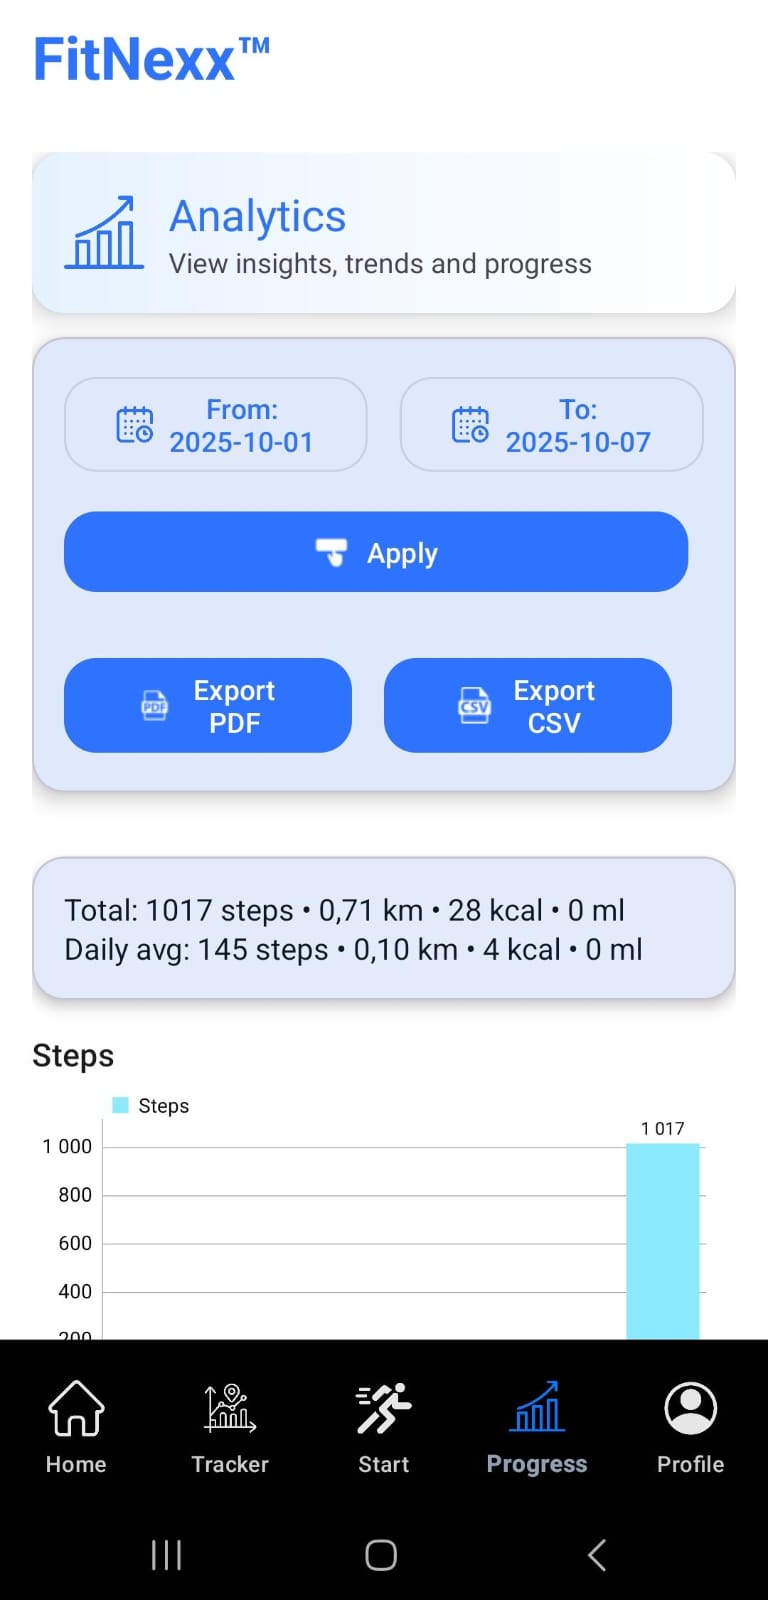 FitNexx™
Analytics
View insights, trends and progress
From:
2025-10-01
To:
2025-10-07
Apply
PDF
Export
PDF
CSV
Export
CSV
Total: 1017 steps • 0,71 km • 28 kcal • 0 ml
Daily avg: 145 steps • 0,10 km • 4 kcal • 0 ml
Steps
Steps
1 017
1 000
800
600
400
200
Home
Tracker
Start
Progress
Profile